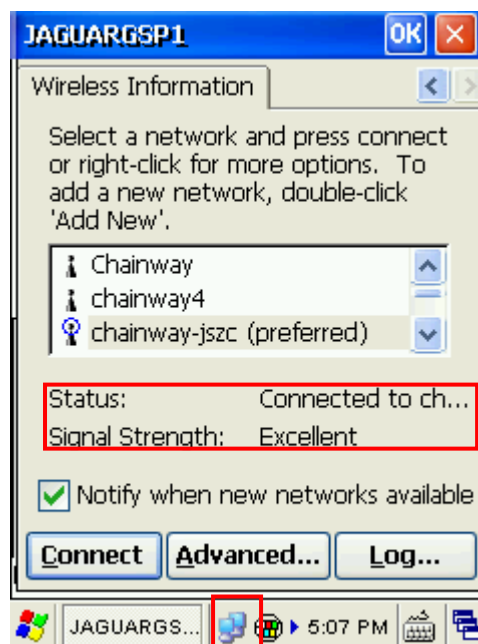 JAGUARGSP1 OK
Wireless Information
Select a network and press connect
or right-click for more options. To
add a new network, double-click
'Add New'.
Chainway
chainway4
chainway-jszc (preferred)
Status: Connected to ch...
Signal Strength: Excellent
Notify when new networks available
Connect Advanced... Log...
JAGUARGS... 5:07 PM